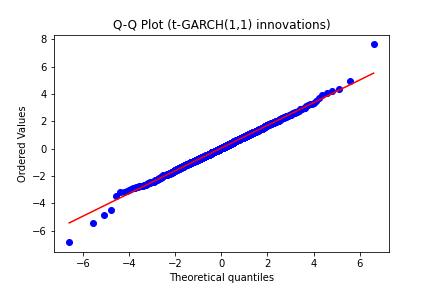 Q-Q Plot (t-GARCH(1,1) innovations)
8
6
4
2
0
−2
−4
−6
Ordered Values
−6 −4 −2 0 2 4 6
Theoretical quantiles